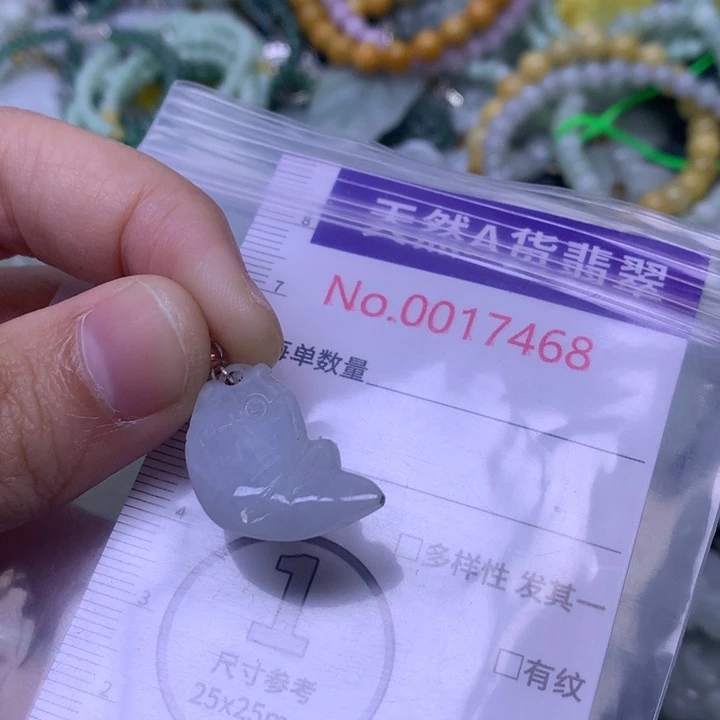 天然A货翡翠
No.0017468
每单数量
□多样性 发其一
□有纹
1
尺寸参考
25x25m
8
7
4
3
2